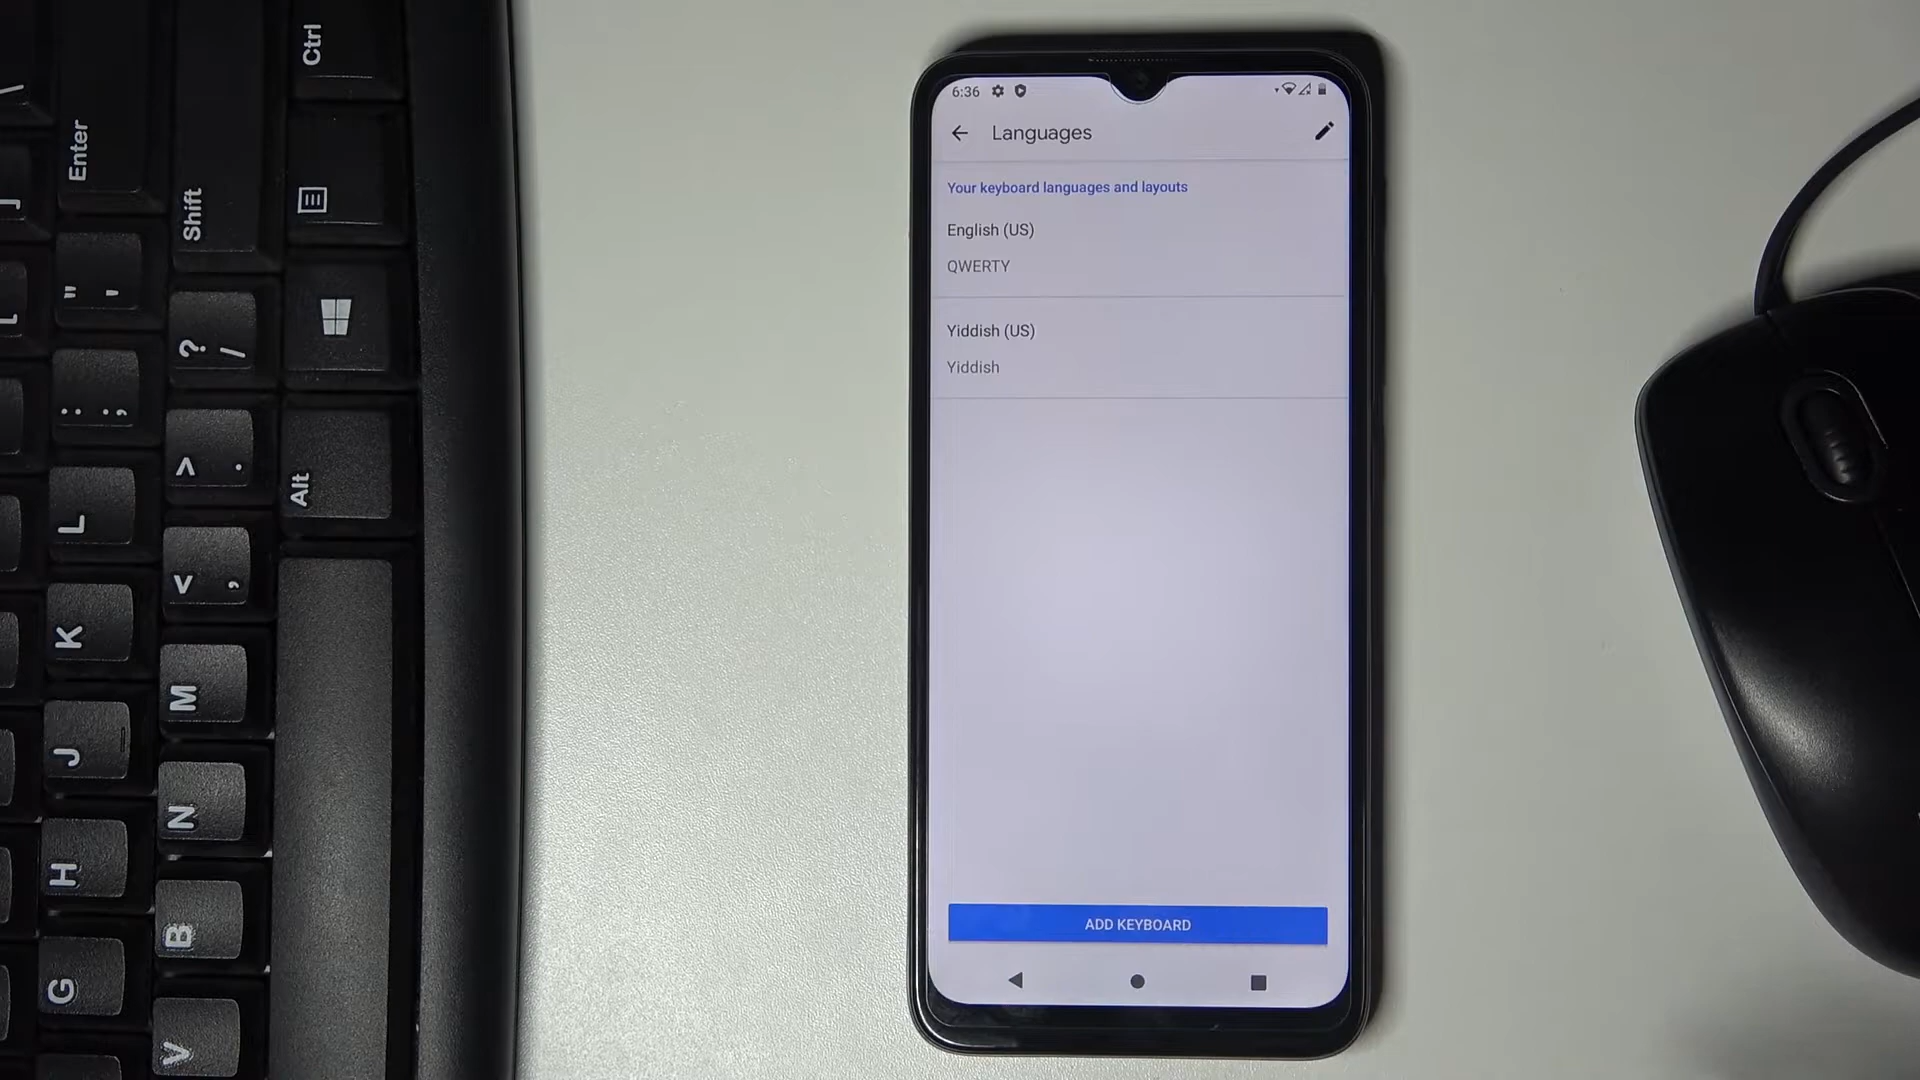 6:36
Languages
Your keyboard languages and layouts
English (US)
QWERTY
Yiddish (US)
Yiddish
ADD KEYBOARD
\
Enter
Shift
Ctrl
]
"
'
[
?
/
:
;
>
.
Alt
L
<
,
K
M
J
N
H
B
G
V